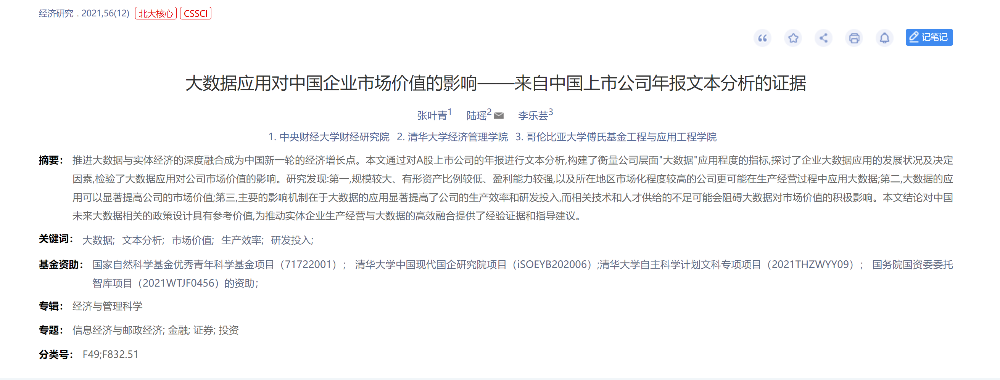 经济研究 . 2021,56(12) 北大核心 CSSCI
记笔记
大数据应用对中国企业市场价值的影响——来自中国上市公司年报文本分析的证据
张叶青1 陆瑶2 李乐芸3
1. 中央财经大学财经研究院 2. 清华大学经济管理学院 3. 哥伦比亚大学傅氏基金工程与应用工程学院
摘要： 推进大数据与实体经济的深度融合成为中国新一轮的经济增长点。本文通过对A股上市公司的年报进行文本分析,构建了衡量公司层面"大数据"应用程度的指标,探讨了企业大数据应用的发展状况及决定
因素,检验了大数据应用对公司市场价值的影响。研究发现:第一,规模较大、有形资产比例较低、盈利能力较强,以及所在地区市场化程度较高的公司更可能在生产经营过程中应用大数据;第二,大数据的应
用可以显著提高公司的市场价值;第三,主要的影响机制在于大数据的应用显著提高了公司的生产效率和研发投入,而相关技术和人才供给的不足可能会阻碍大数据对市场价值的积极影响。本文结论对中国
未来大数据相关的政策设计具有参考价值,为推动实体企业生产经营与大数据的高效融合提供了经验证据和指导建议。
关键词： 大数据; 文本分析; 市场价值; 生产效率; 研发投入;
基金资助： 国家自然科学基金优秀青年科学基金项目（71722001）; 清华大学中国现代国企研究院项目（iSOEYB202006）;清华大学自主科学计划文科专项项目（2021THZWYY09）; 国务院国资委委托
智库项目（2021WTJF0456）的资助;
专辑： 经济与管理科学
专题： 信息经济与邮政经济; 金融; 证券; 投资
分类号： F49;F832.51